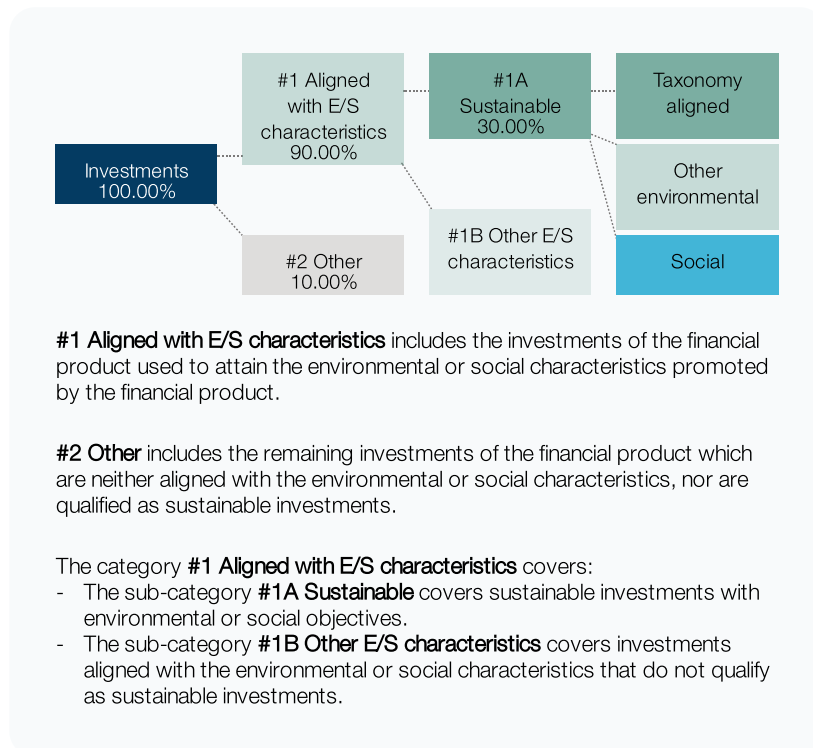 #1 Aligned
with E/S
characteristics
90.00%
#1A
Sustainable
30.00%
Taxonomy
aligned
Investments
100.00%
Other
environmental
#2 Other
10.00%
#1B Other E/S
characteristics
Social
#1 Aligned with E/S characteristics includes the investments of the financial
product used to attain the environmental or social characteristics promoted
by the financial product.
#2 Other includes the remaining investments of the financial product which
are neither aligned with the environmental or social characteristics, nor are
qualified as sustainable investments.
The category #1 Aligned with E/S characteristics covers:
- The sub-category #1A Sustainable covers sustainable investments with
environmental or social objectives.
- The sub-category #1B Other E/S characteristics covers investments
aligned with the environmental or social characteristics that do not qualify
as sustainable investments.